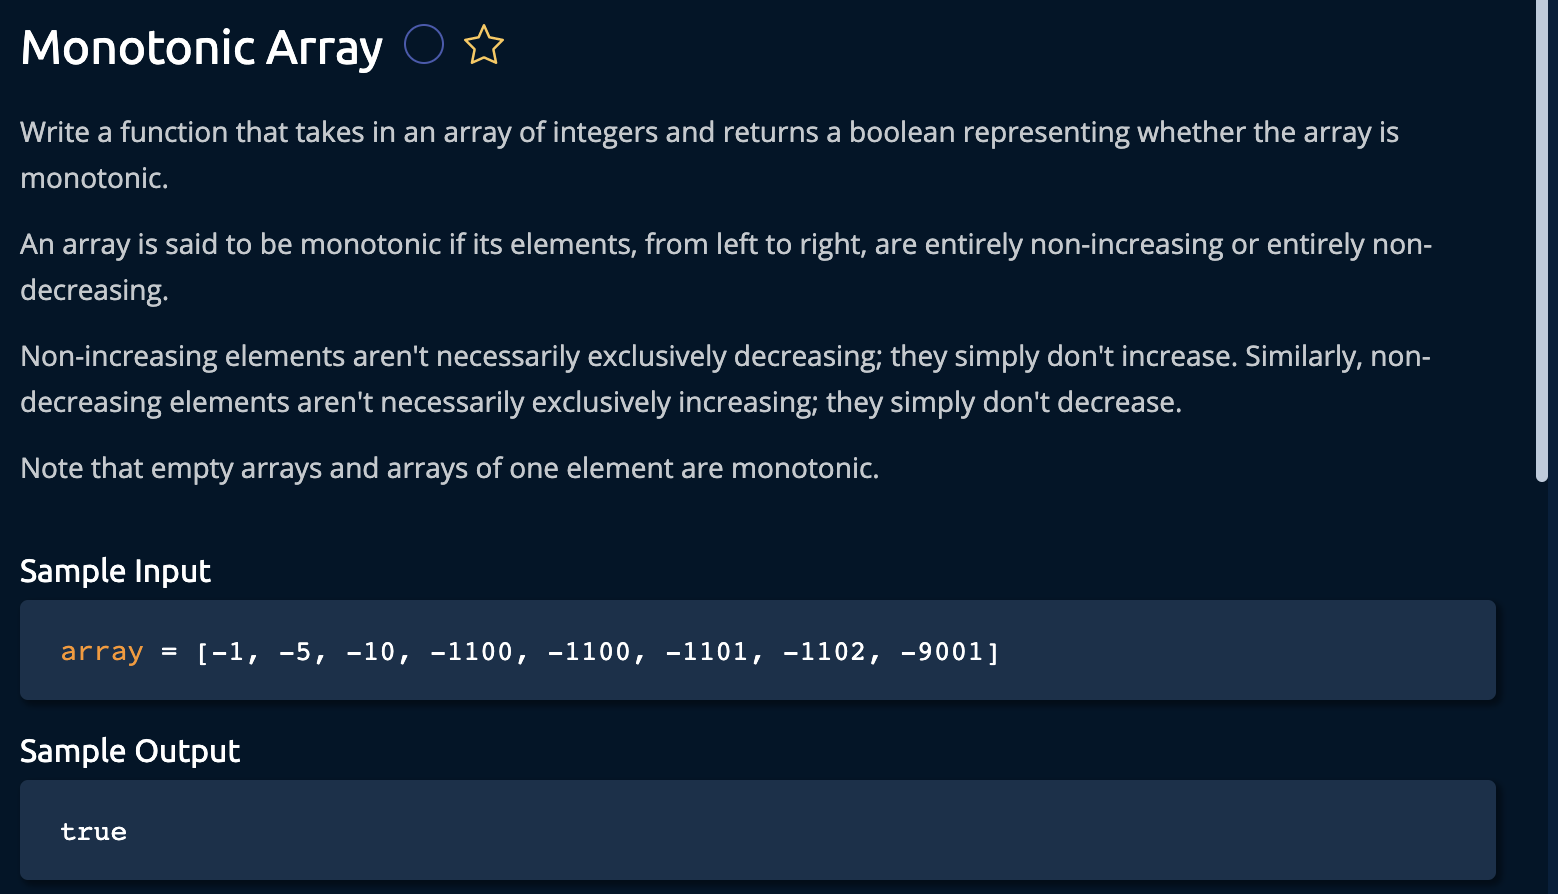 Monotonic Array
Write a function that takes in an array of integers and returns a boolean representing whether the array is
monotonic.
An array is said to be monotonic if its elements, from left to right, are entirely non-increasing or entirely non-
decreasing.
Non-increasing elements aren't necessarily exclusively decreasing; they simply don't increase. Similarly, non-
decreasing elements aren't necessarily exclusively increasing; they simply don't decrease.
Note that empty arrays and arrays of one element are monotonic.
Sample Input
array = [-1, -5, -10, -1100, -1100, -1101, -1102, -9001]
Sample Output
true